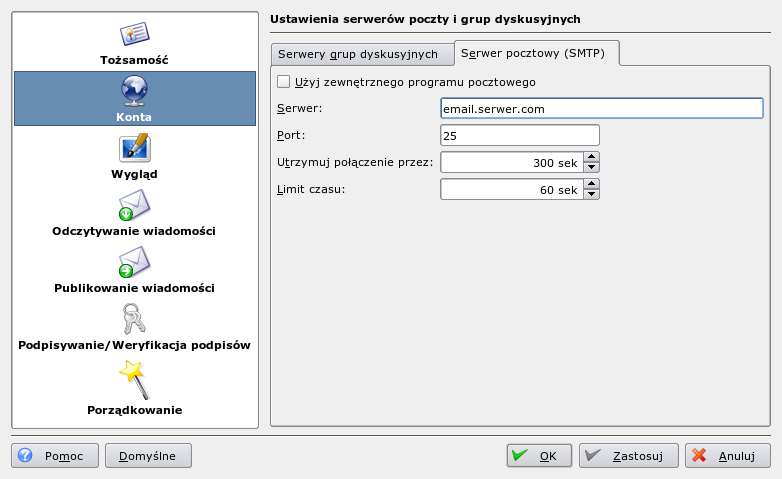 Ustawienia serwerów poczty i grup dyskusyjnych
Tożsamość
Konta
Wygląd
Odczytywanie wiadomości
Publikowanie wiadomości
Podpisywanie/Weryfikacja podpisów
Porządkowanie
Serwery grup dyskusyjnych
Serwer pocztowy (SMTP)
Użyj zewnętrznego programu pocztowego
Serwer: email.serwer.com
Port: 25
Utrzymuj połączenie przez: 300 sek
Limit czasu: 60 sek
Pomoc
Domyślne
OK
Zastosuj
Anuluj